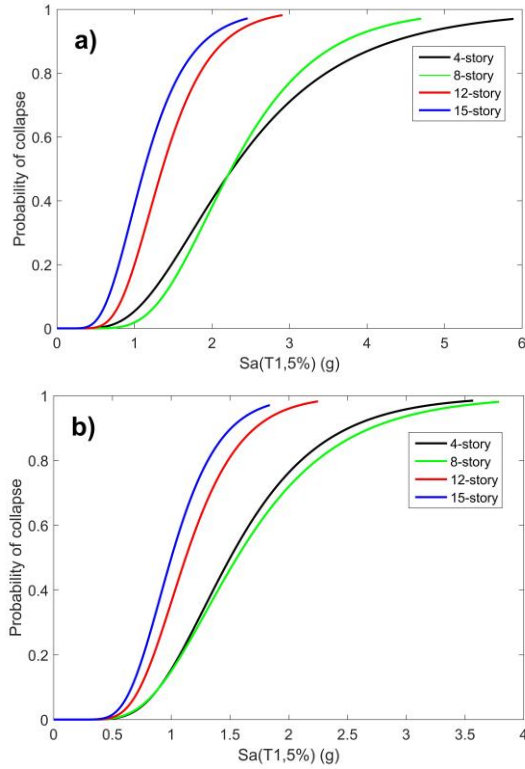 a)
Probability of collapse
1
0.8
0.6
0.4
0.2
0
0 1 2 3 4 5 6
Sa(T1,5%) (g)
4-story
8-story
12-story
15-story
b)
Probability of collapse
1
0.8
0.6
0.4
0.2
0
0 0.5 1 1.5 2 2.5 3 3.5 4
Sa(T1,5%) (g)
4-story
8-story
12-story
15-story